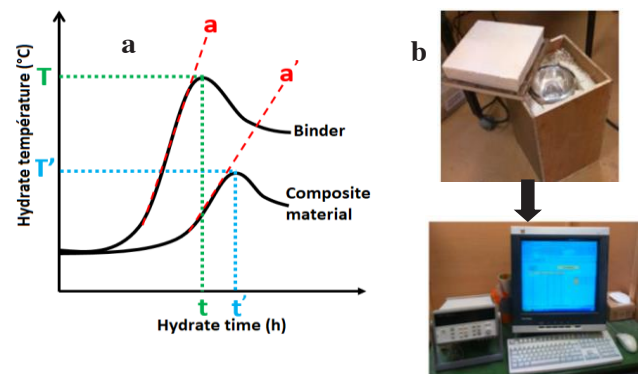 a
a
a'
b
T
T'
Hydrate température (°C)
Binder
Composite
material
t
t'
Hydrate time (h)